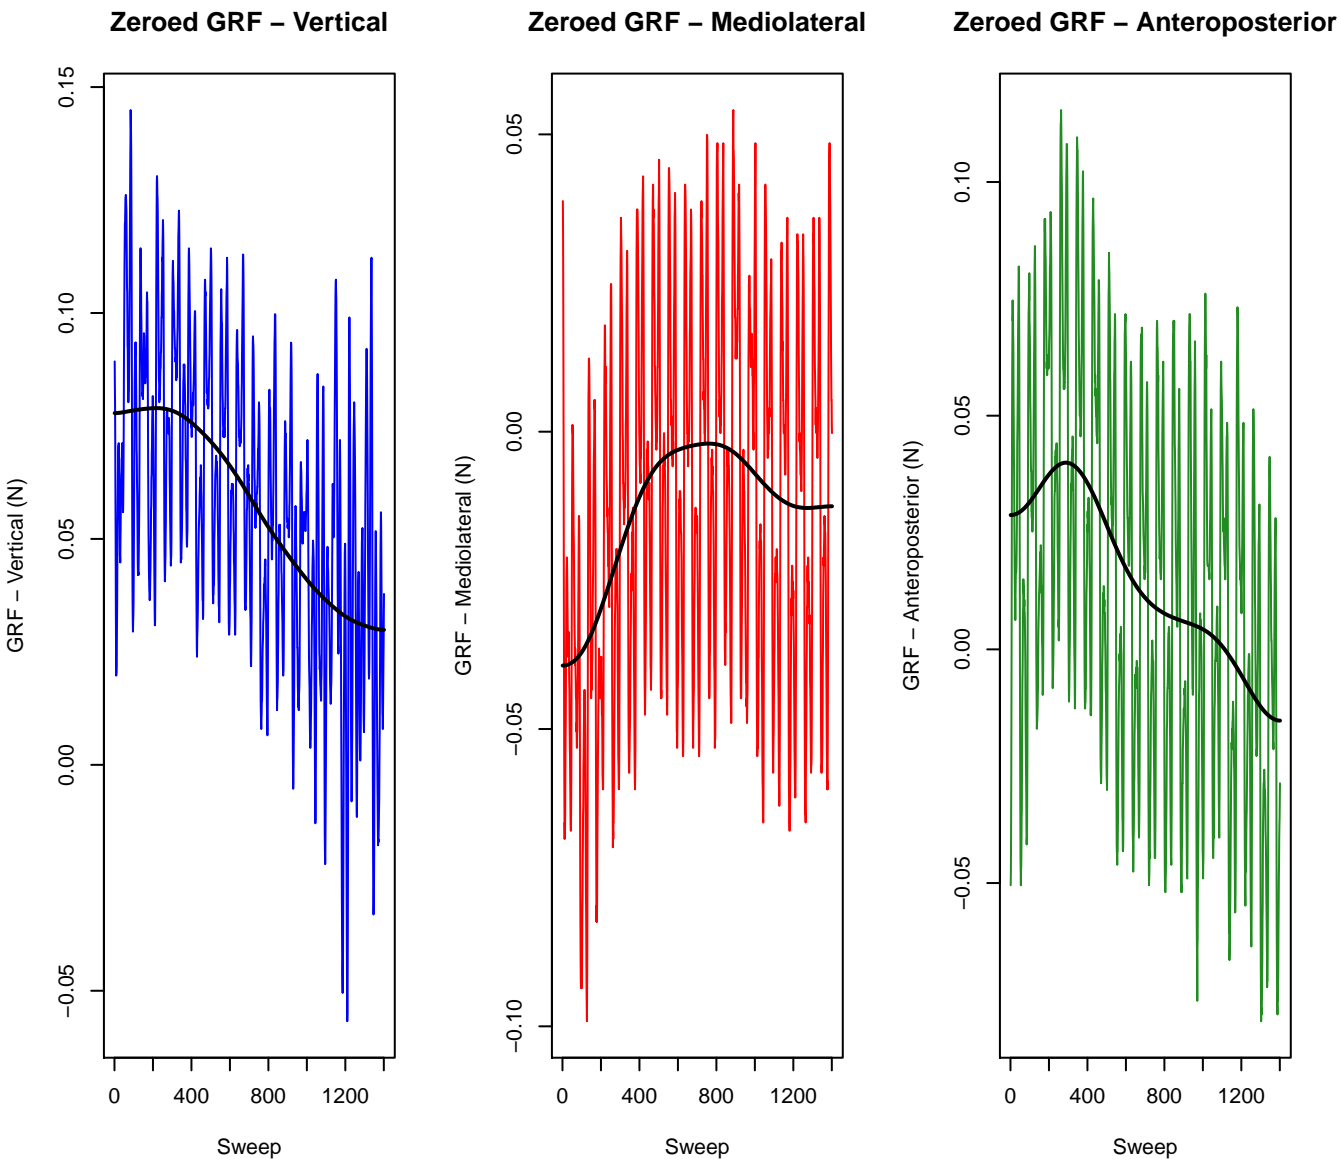 Zeroed GRF − Vertical
GRF − Vertical (N)
0.15
0.10
0.05
0.00
−0.05
0 400 800 1200
Sweep
Zeroed GRF − Mediolateral
GRF − Mediolateral (N)
0.05
0.00
−0.05
−0.10
0 400 800 1200
Sweep
Zeroed GRF − Anteroposterior
GRF − Anteroposterior (N)
0.10
0.05
0.00
−0.05
0 400 800 1200
Sweep